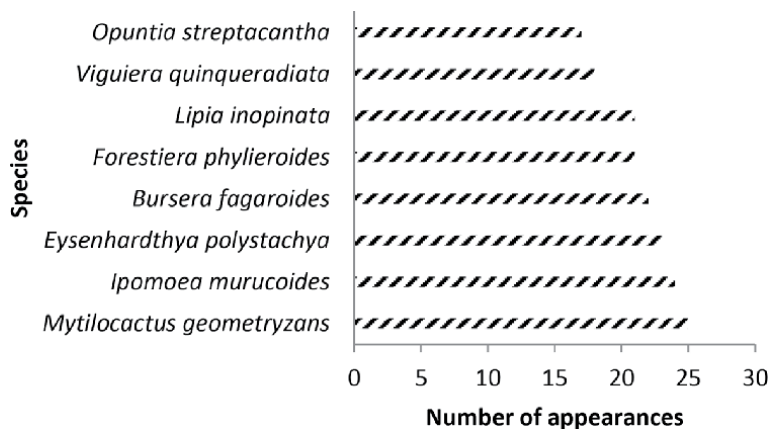 Species
Opuntia streptacantha
Viguiera quinqueradiata
Lipia inopinata
Forestiera phylieroides
Bursera fagaroides
Eysenhardthya polystachya
Ipomoea murucoides
Mytilocactus geometryzans
0 5 10 15 20 25 30
Number of appearances